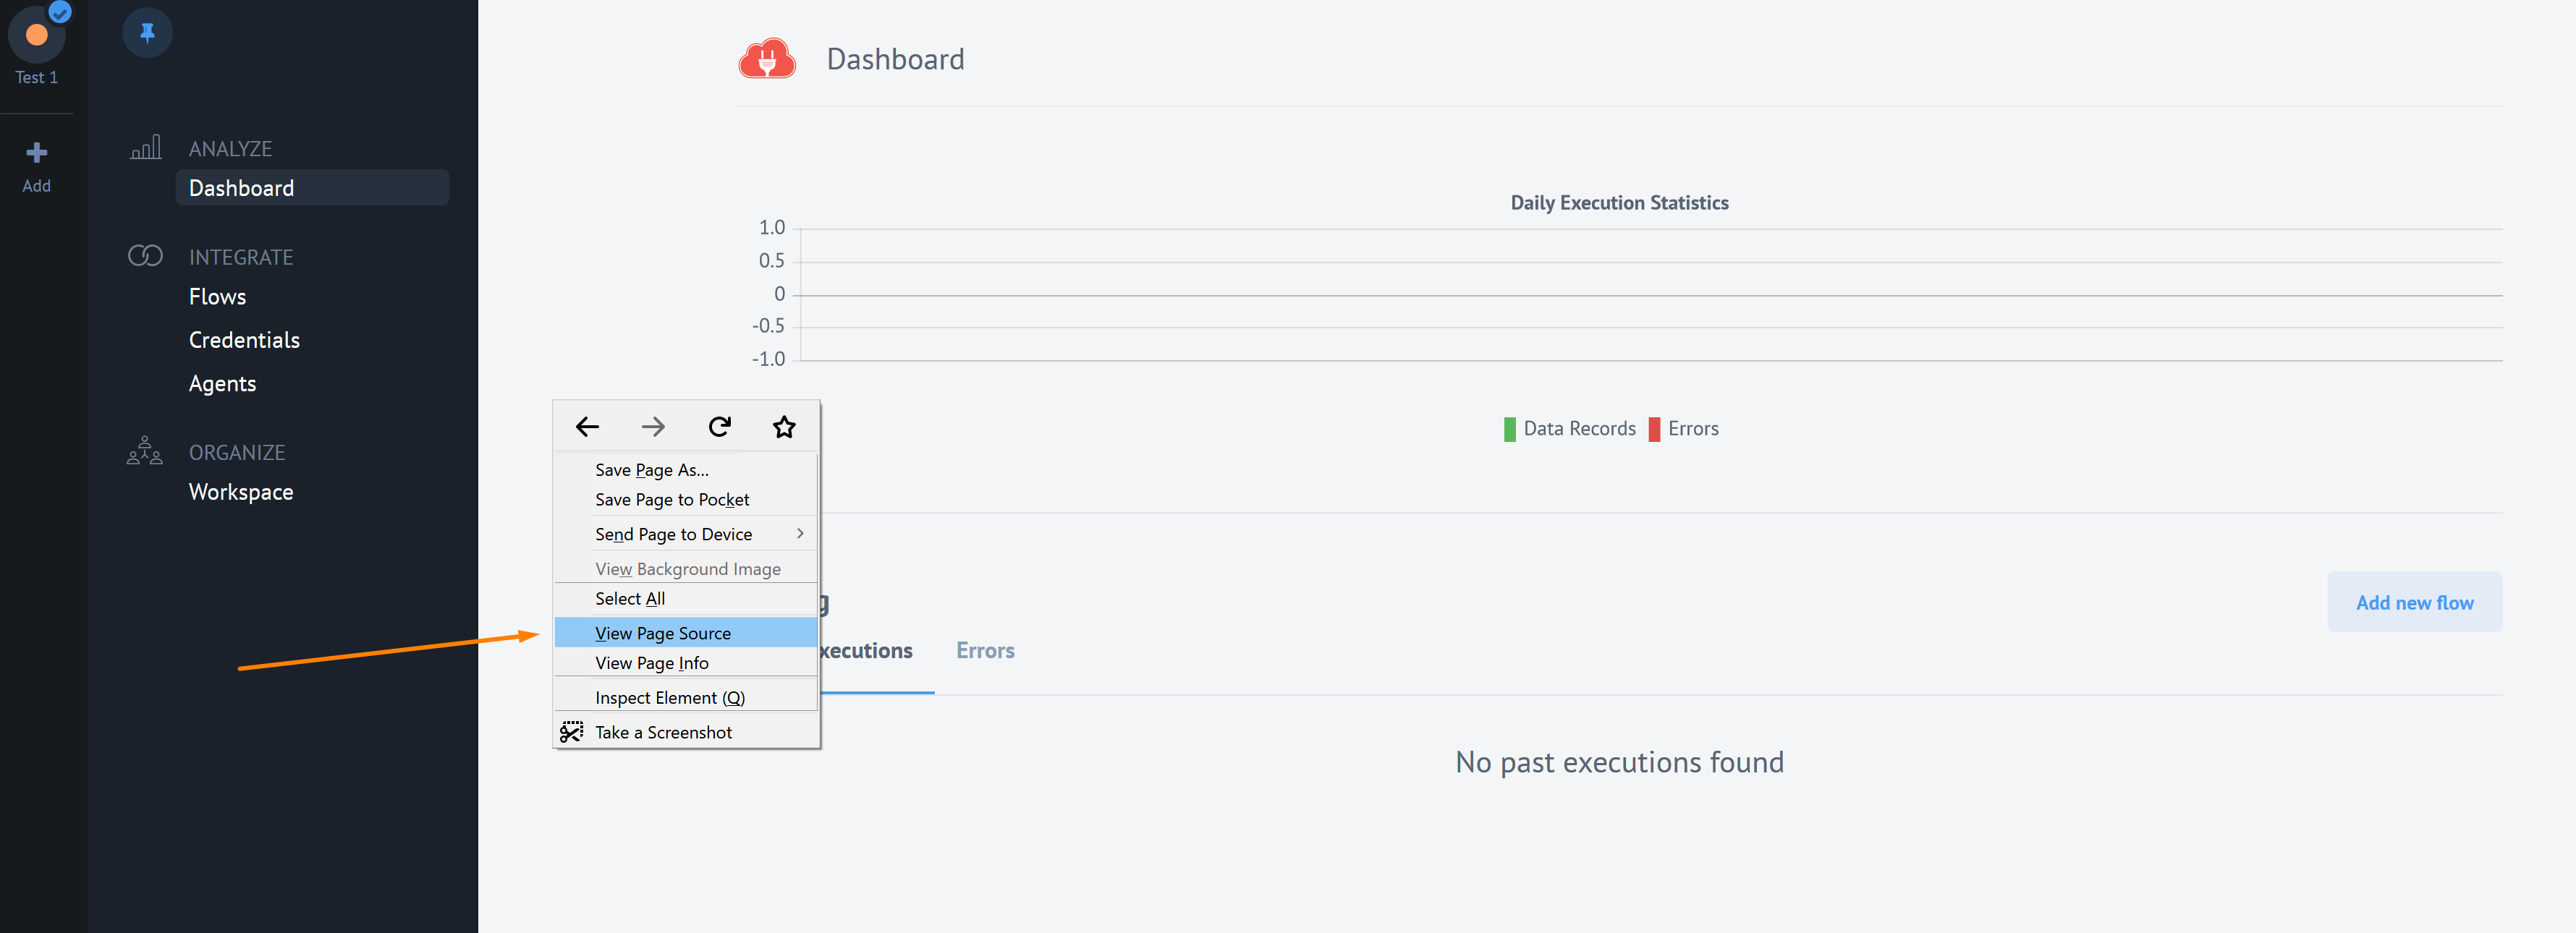 Test 1
Add
ANALYZE
Dashboard
INTEGRATE
Flows
Credentials
Agents
ORGANIZE
Workspace
Dashboard
Daily Execution Statistics
1.0
0.5
0
-0.5
-1.0
Data Records Errors
Save Page As...
Save Page to Pocket
Send Page to Device
View Background Image
Select All
View Page Source
View Page Info
Inspect Element (Q)
Take a Screenshot
g
Add new flow
xecutions Errors
No past executions found